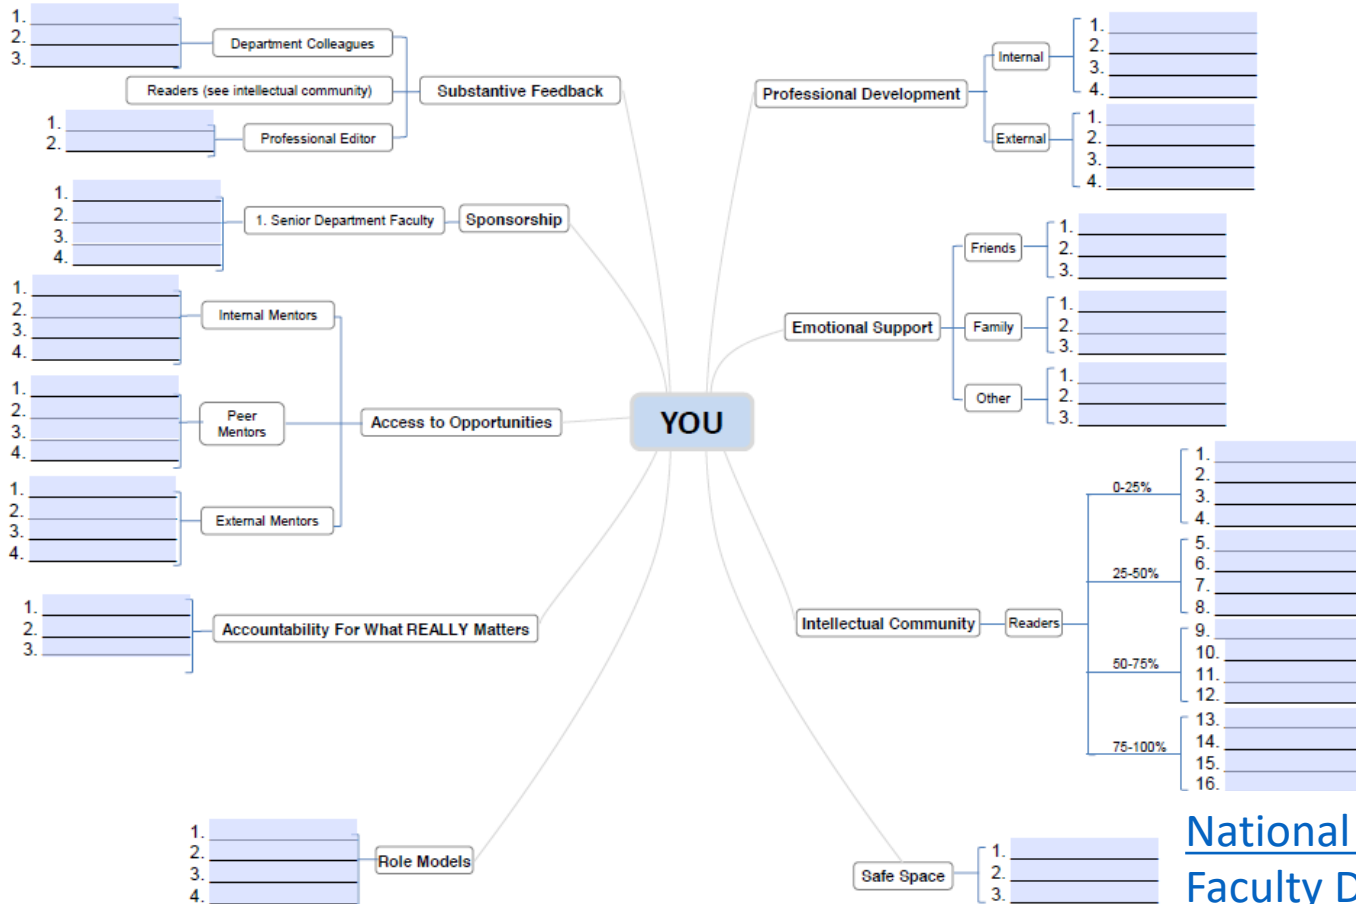 1.
2.
3.
Department Colleagues
Readers (see intellectual community)
Substantive Feedback
1.
2.
Professional Editor
1.
2.
3.
4.
1. Senior Department Faculty
Sponsorship
1.
2.
3.
4.
Internal Mentors
1.
2.
3.
4.
Peer
Mentors
Access to Opportunities
1.
2.
3.
4.
External Mentors
1.
2.
3.
Accountability For What REALLY Matters
1.
2.
3.
4.
Role Models
YOU
Professional Development
Internal
1.
2.
3.
4.
External
1.
2.
3.
4.
Emotional Support
Friends
1.
2.
3.
Family
1.
2.
3.
Other
1.
2.
3.
Intellectual Community
Readers
0-25%
1.
2.
3.
4.
25-50%
5.
6.
7.
8.
50-75%
9.
10.
11.
12.
75-100%
13.
14.
15.
16.
Safe Space
1.
2.
3.
National
Faculty D